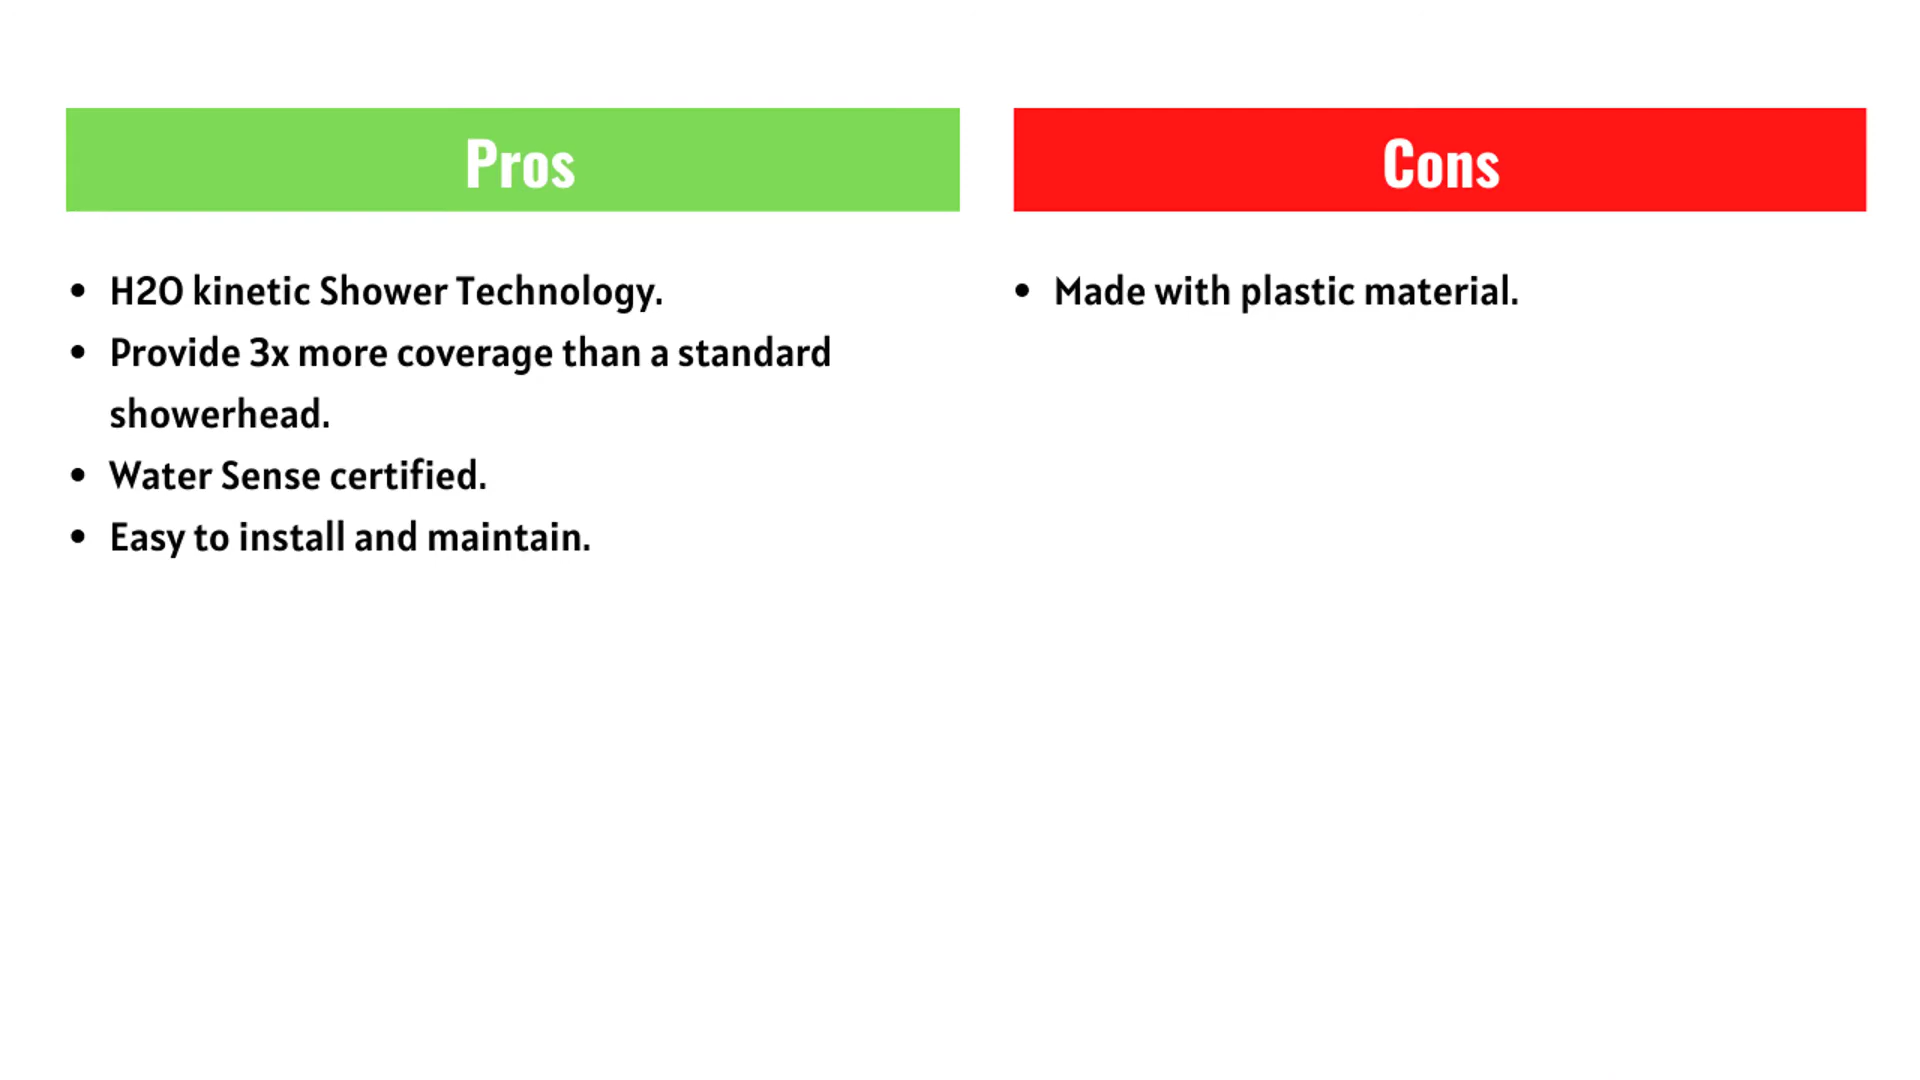 Pros
H2O kinetic Shower Technology.
Provide 3x more coverage than a standard
showerhead.
Water Sense certified.
Easy to install and maintain.
Cons
Made with plastic material.